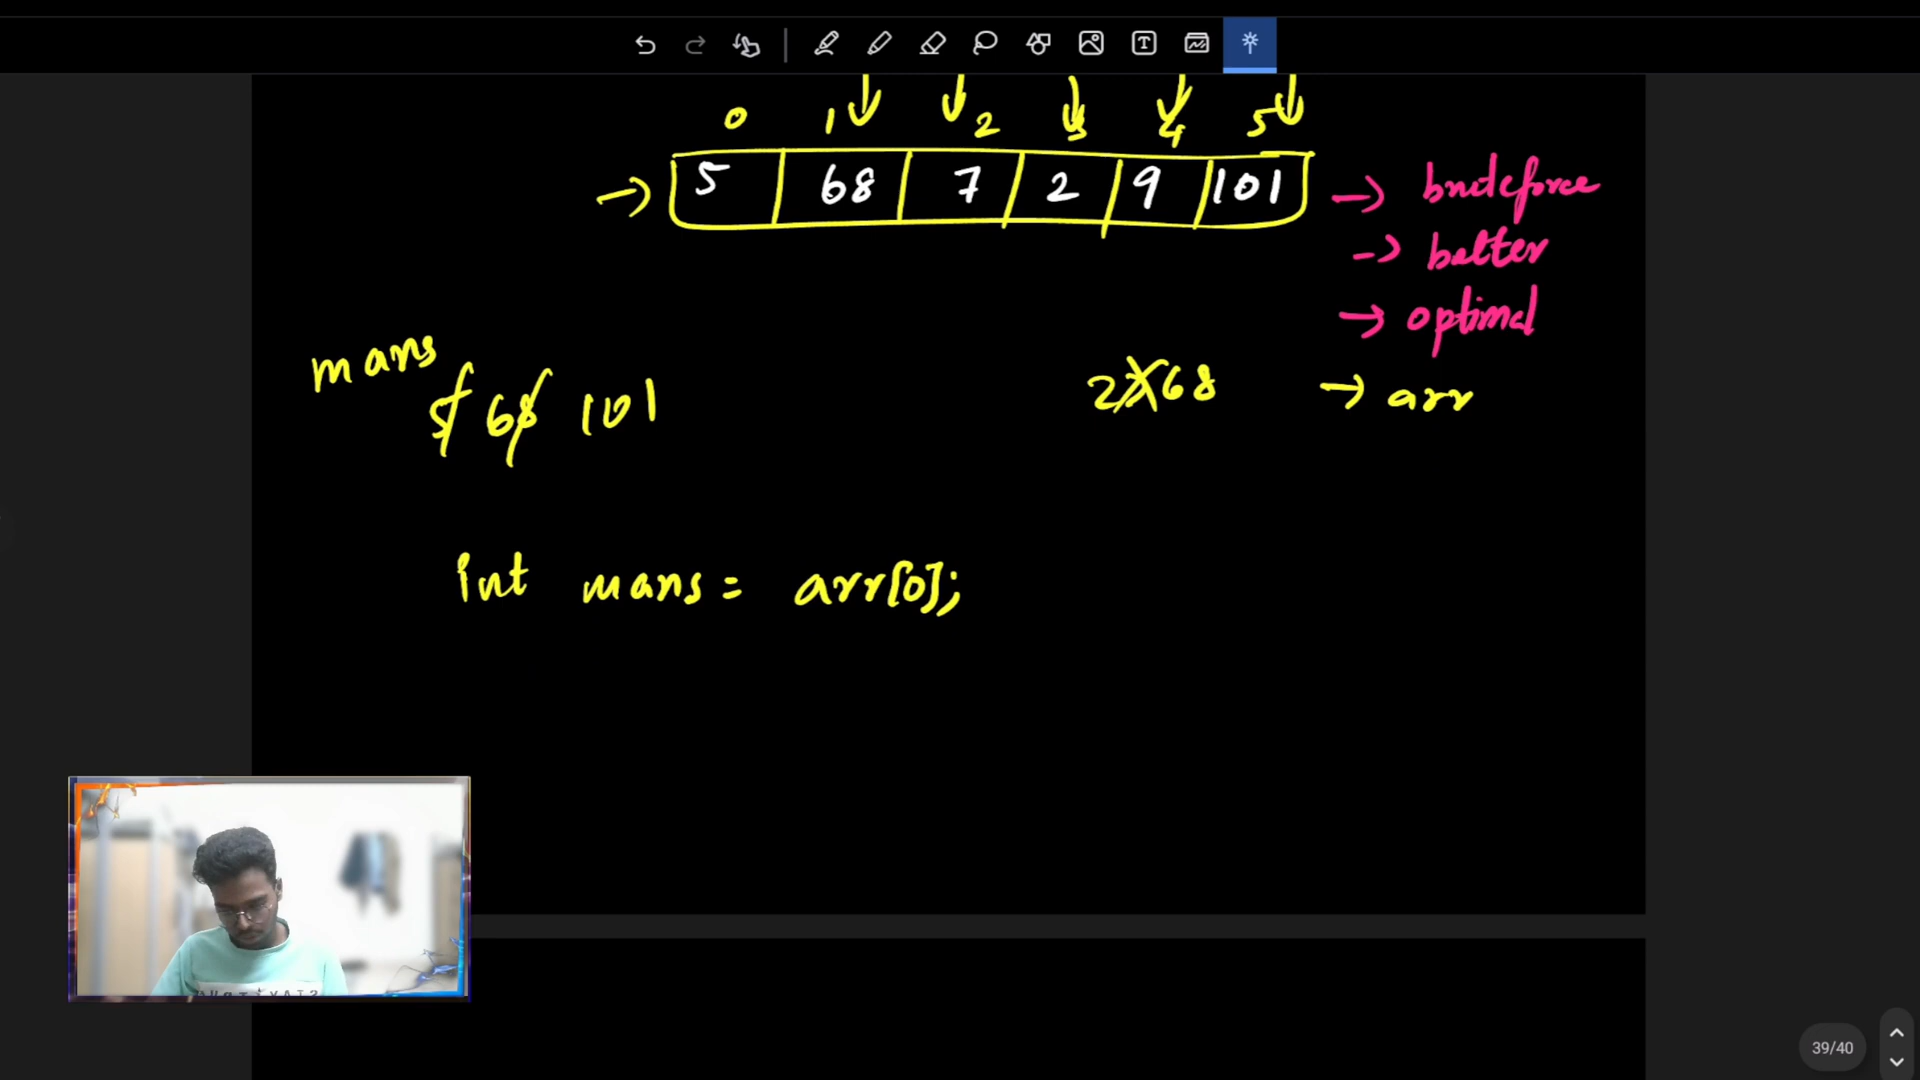 0 1 2 3 4 5
5 68 7 2 9 101
→ bruteforce
→ better
→ optimal
mans
5 68 101
2 68 → arr
int mans = arr[0];
39/40